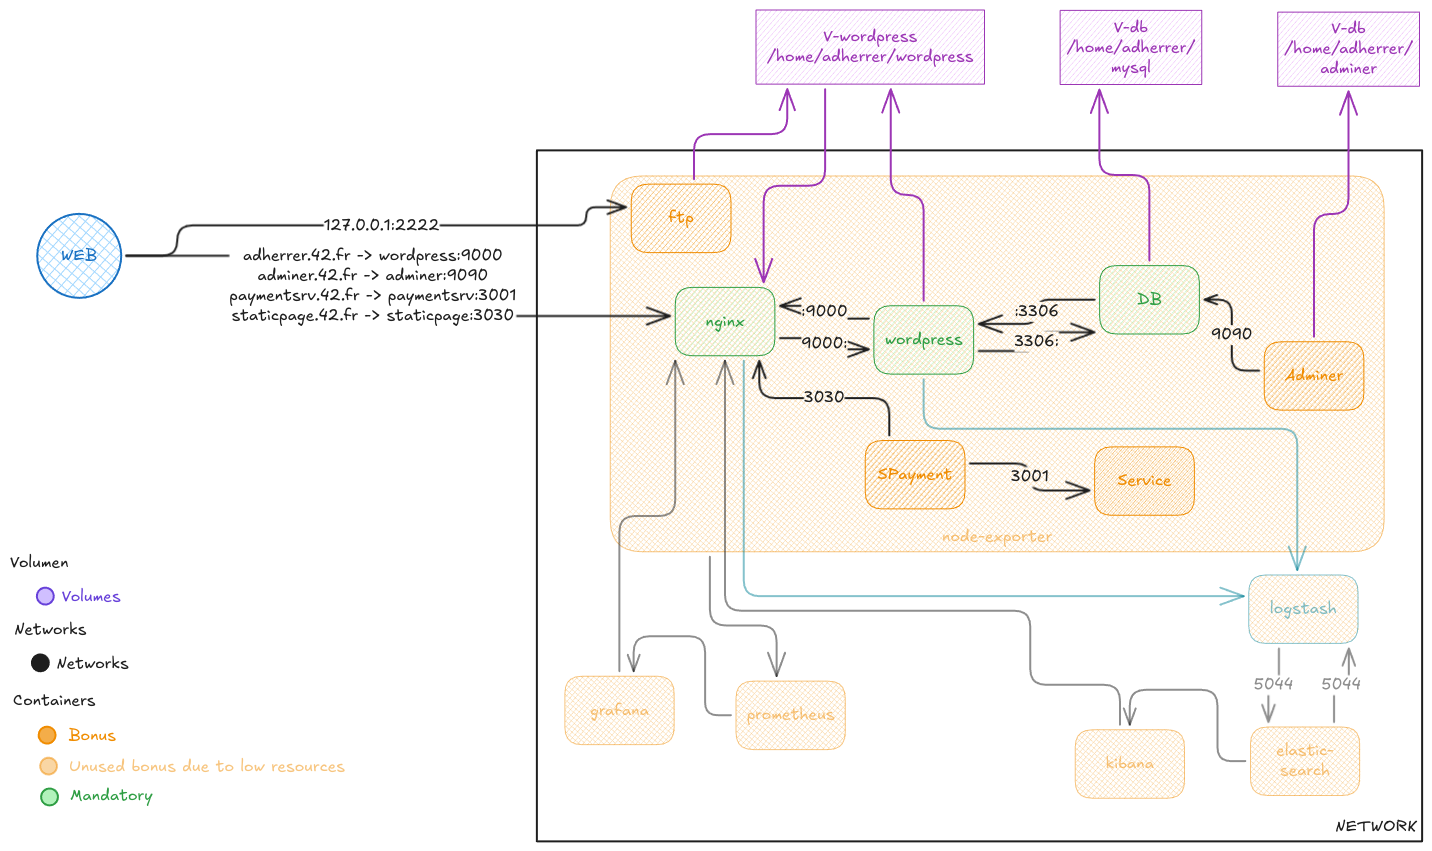 V-wordpress
/home/adherrer/wordpress
V-db
/home/adherrer/
mysql
V-db
/home/adherrer/
adminer
ftp
127.0.0.1:2222
WEB
adherrer.42.fr -> wordpress:9000
adminer.42.fr -> adminer:9090
paymentsrv.42.fr -> paymentsrv:3001
staticpage.42.fr -> staticpage:3030
nginx
:9000
9000:
wordpress
:3306
3306:
DB
9090
Adminer
3030
SPayment
3001
Service
node-exporter
logstash
5044
5044
grafana
prometheus
kibana
elastic-
search
NETWORK
Volumen
Volumes
Networks
Networks
Containers
Bonus
Unused bonus due to low resources
Mandatory